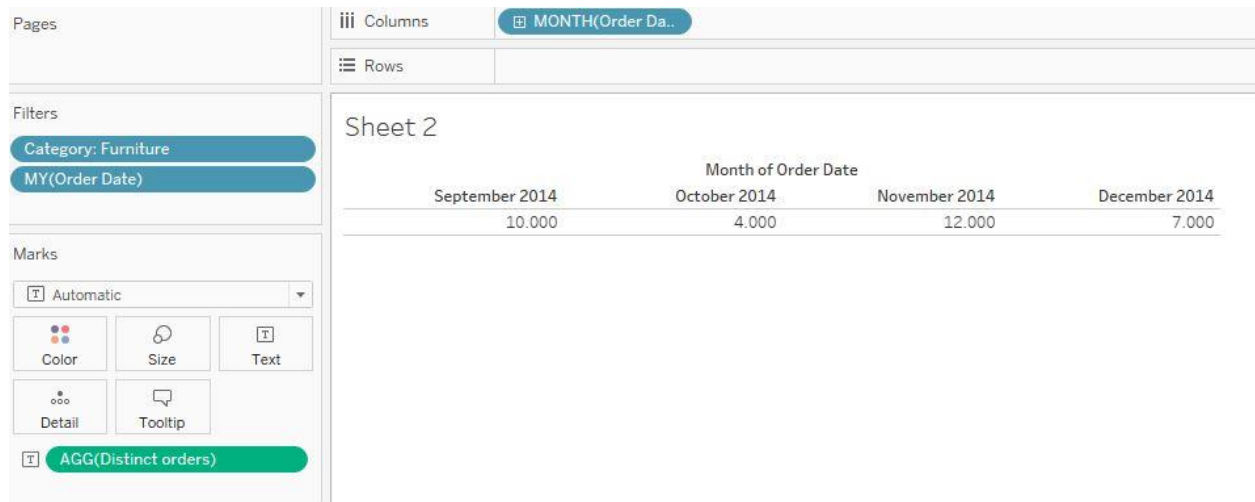 Pages
Columns
MONTH(Order Da..
Rows
Filters
Category: Furniture
MY(Order Date)
Sheet 2
Month of Order Date
September 2014 October 2014 November 2014 December 2014
10.000 4.000 12.000 7.000
Marks
T Automatic
T
Color Size Text
Detail Tooltip
T AGG(Distinct orders)